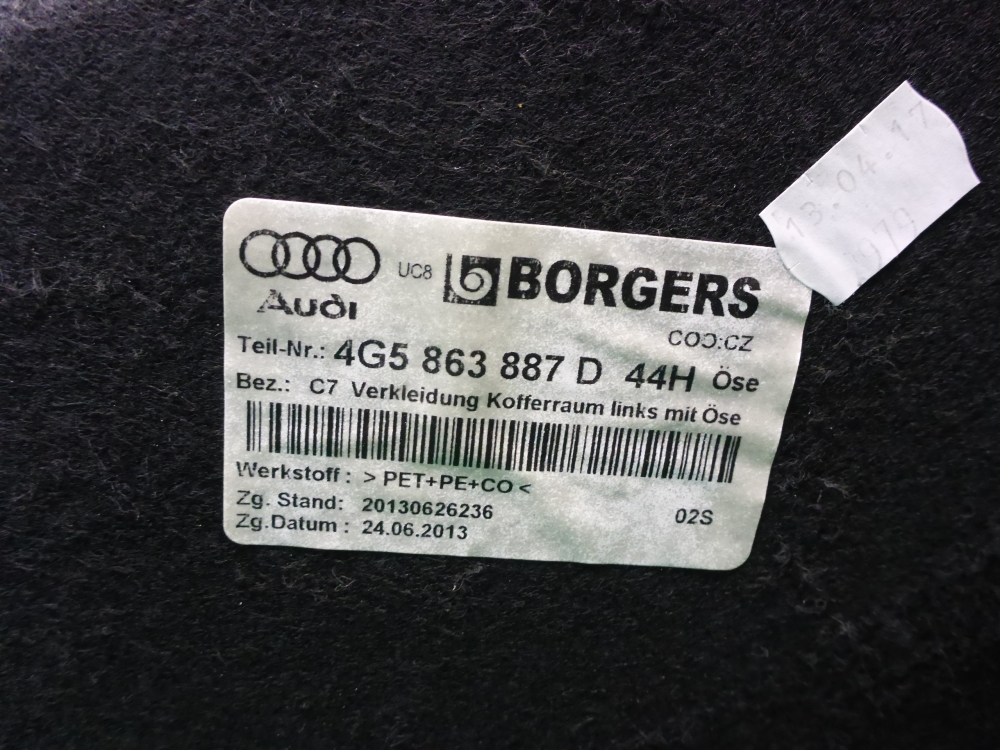 13.04.17
Audi
UC8
BORGERS
COO:CZ
Teil-Nr.: 4G5 863 887 D 44H Öse
Bez.: C7 Verkleidung Kofferraum links mit Öse
Werkstoff : > PET+PE+CO <
Zg. Stand: 20130626236
02S
Zg.Datum : 24.06.2013